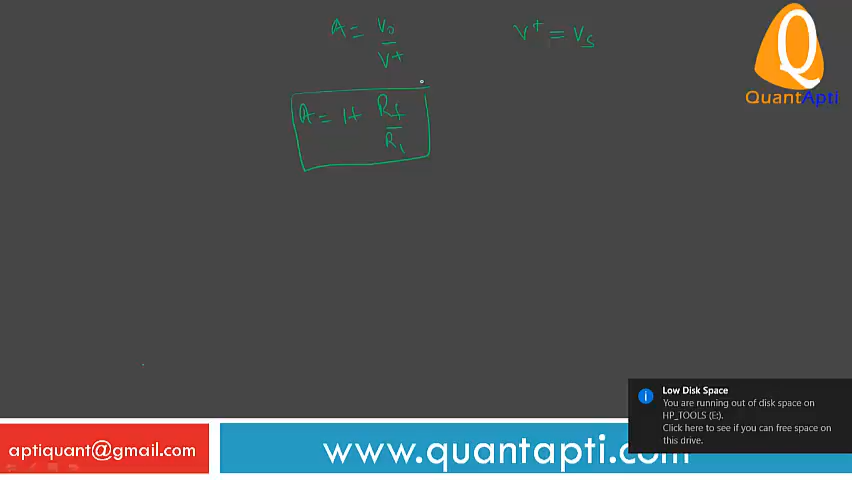 A = V₀/V⁺
V⁺ = Vs
A = 1 + Rf/R₁
Q
QuantApti
Low Disk Space
You are running out of disk space on
HP_TOOLS (E:).
Click here to see if you can free space on
this drive.
aptiquant@gmail.com
www.quantapti.com